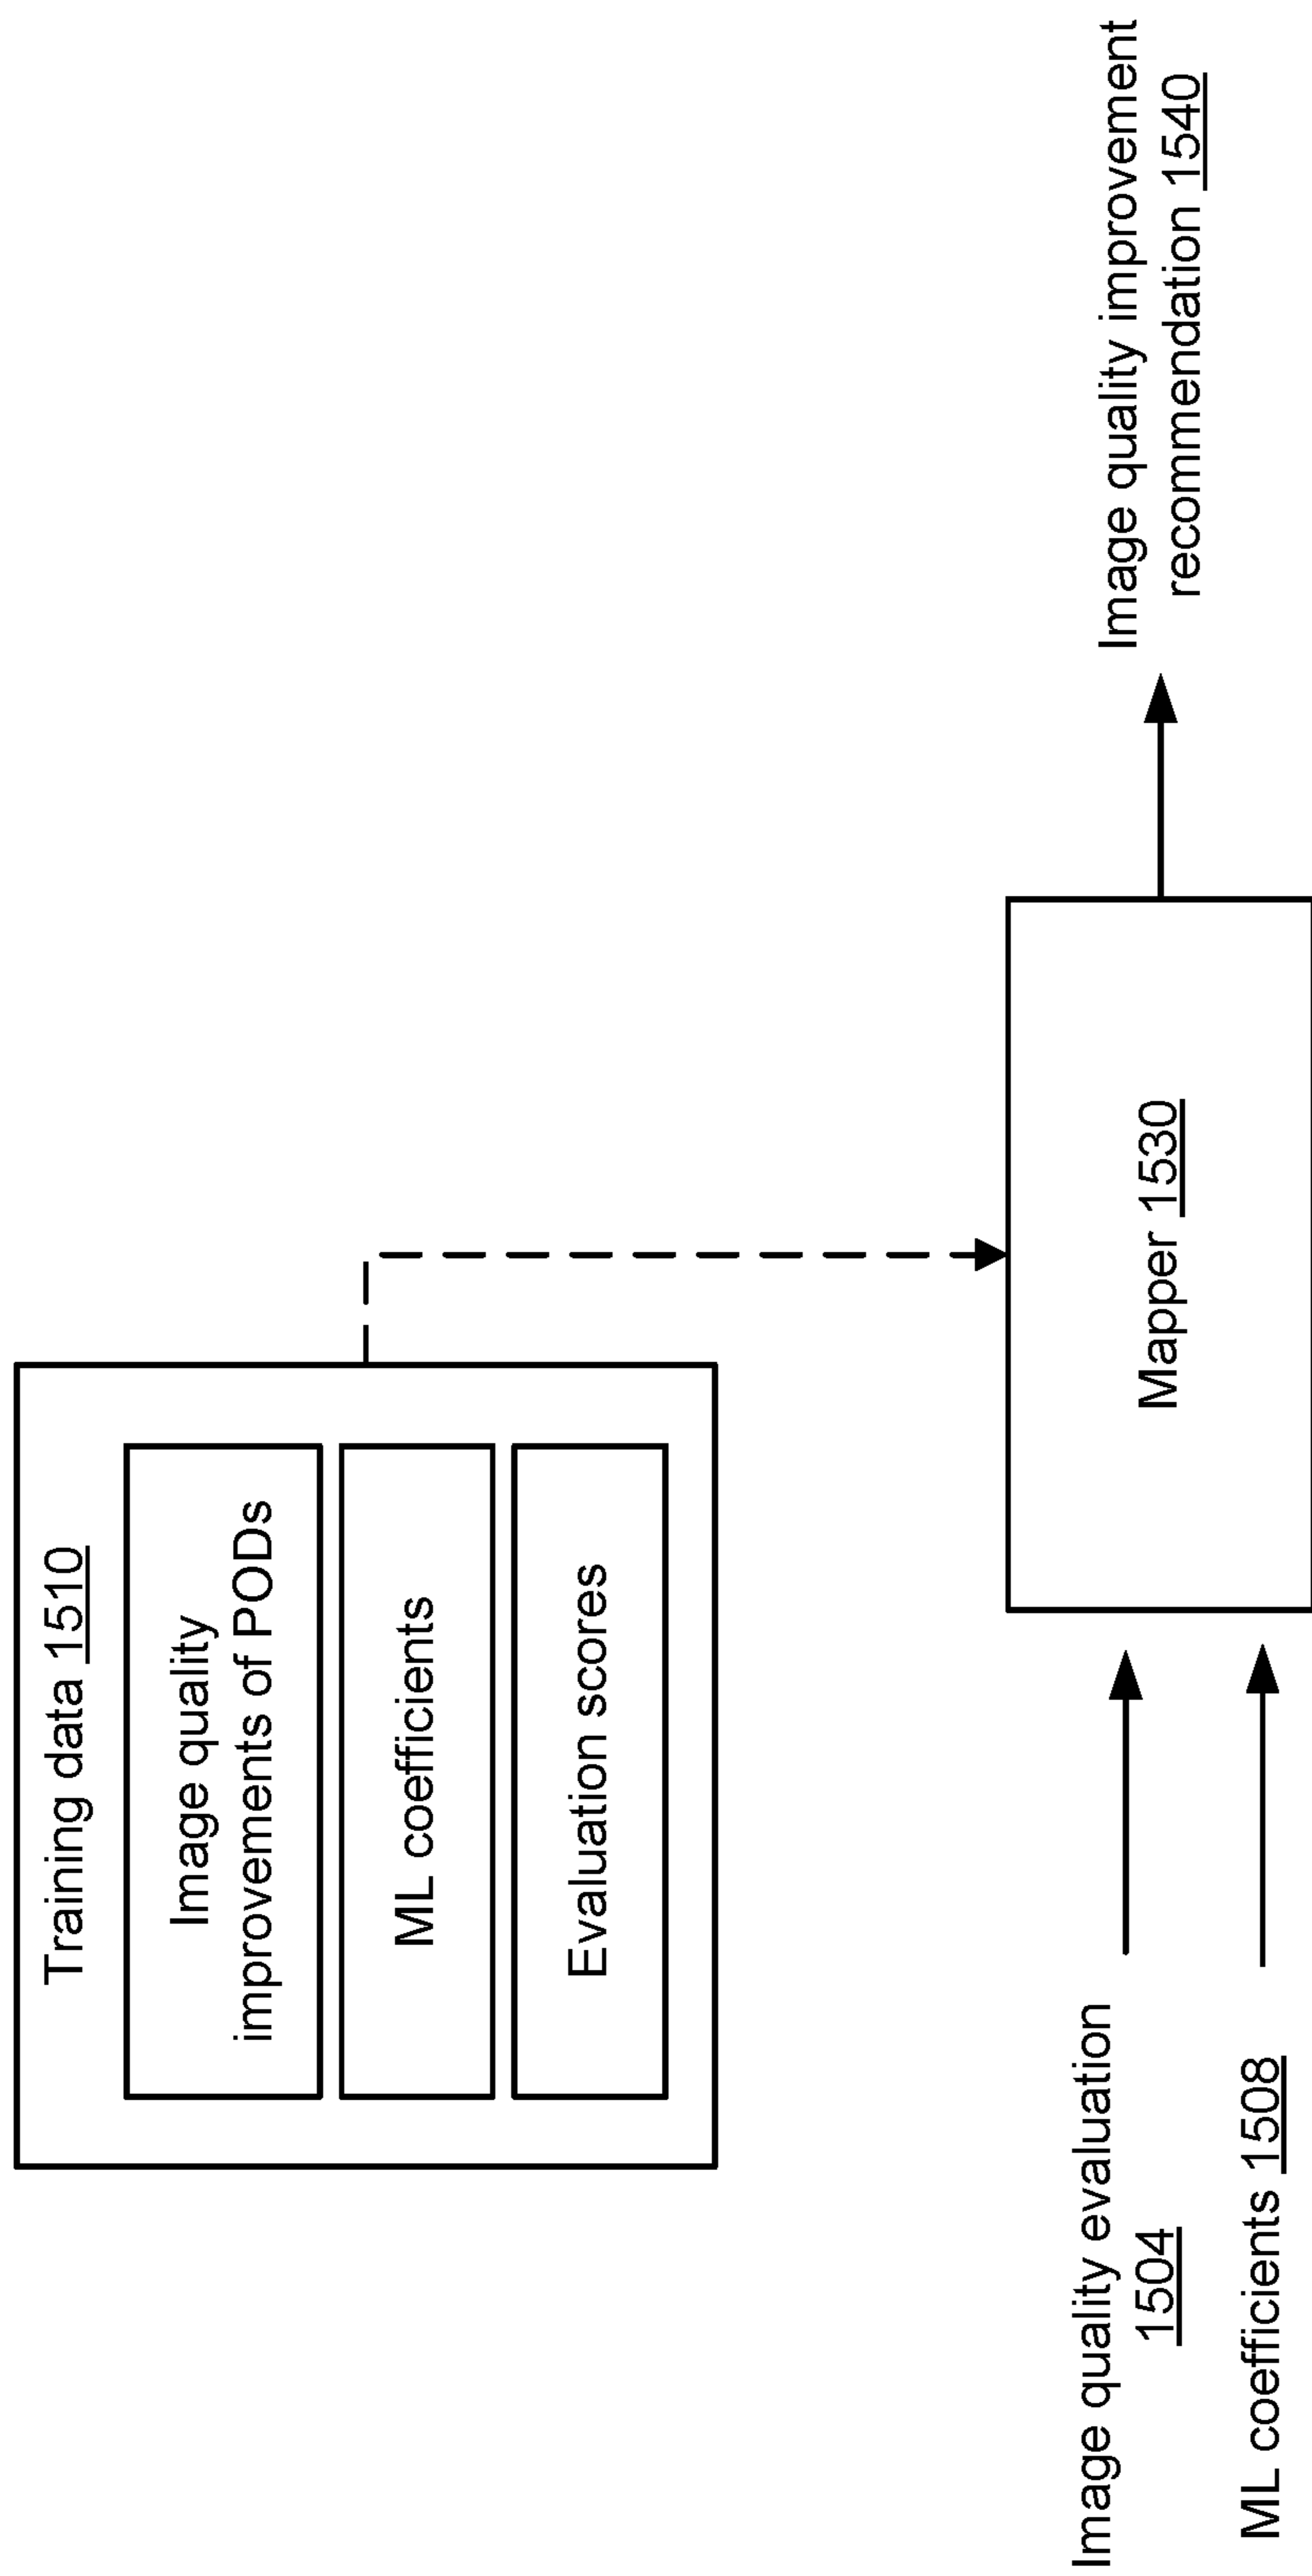 Training data 1510
Image quality
improvements of PODs
ML coefficients
Evaluation scores
Image quality evaluation
1504
ML coefficients 1508
Mapper 1530
Image quality improvement
recommendation 1540